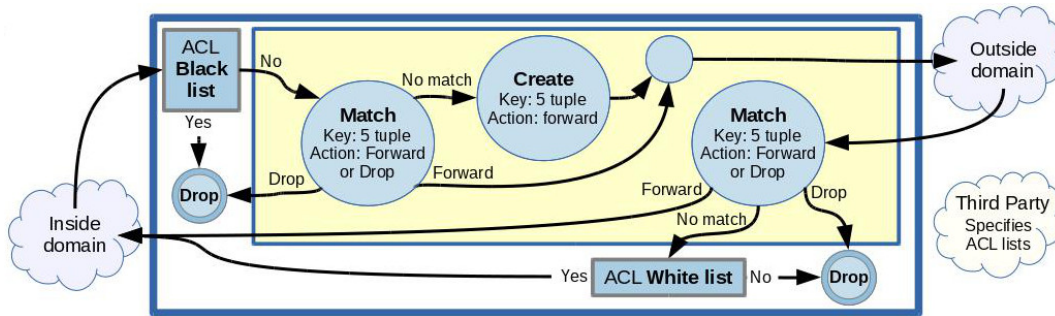 ACL
Black
list
No
Yes
Drop
Match
Key: 5 tuple
Action: Forward
or Drop
No match
Create
Key: 5 tuple
Action: forward
Forward
Drop
Match
Key: 5 tuple
Action: Forward
or Drop
Forward
No match
Drop
Outside
domain
Inside
domain
Third Party
Specifies
ACL lists
Yes
ACL White list
No
Drop